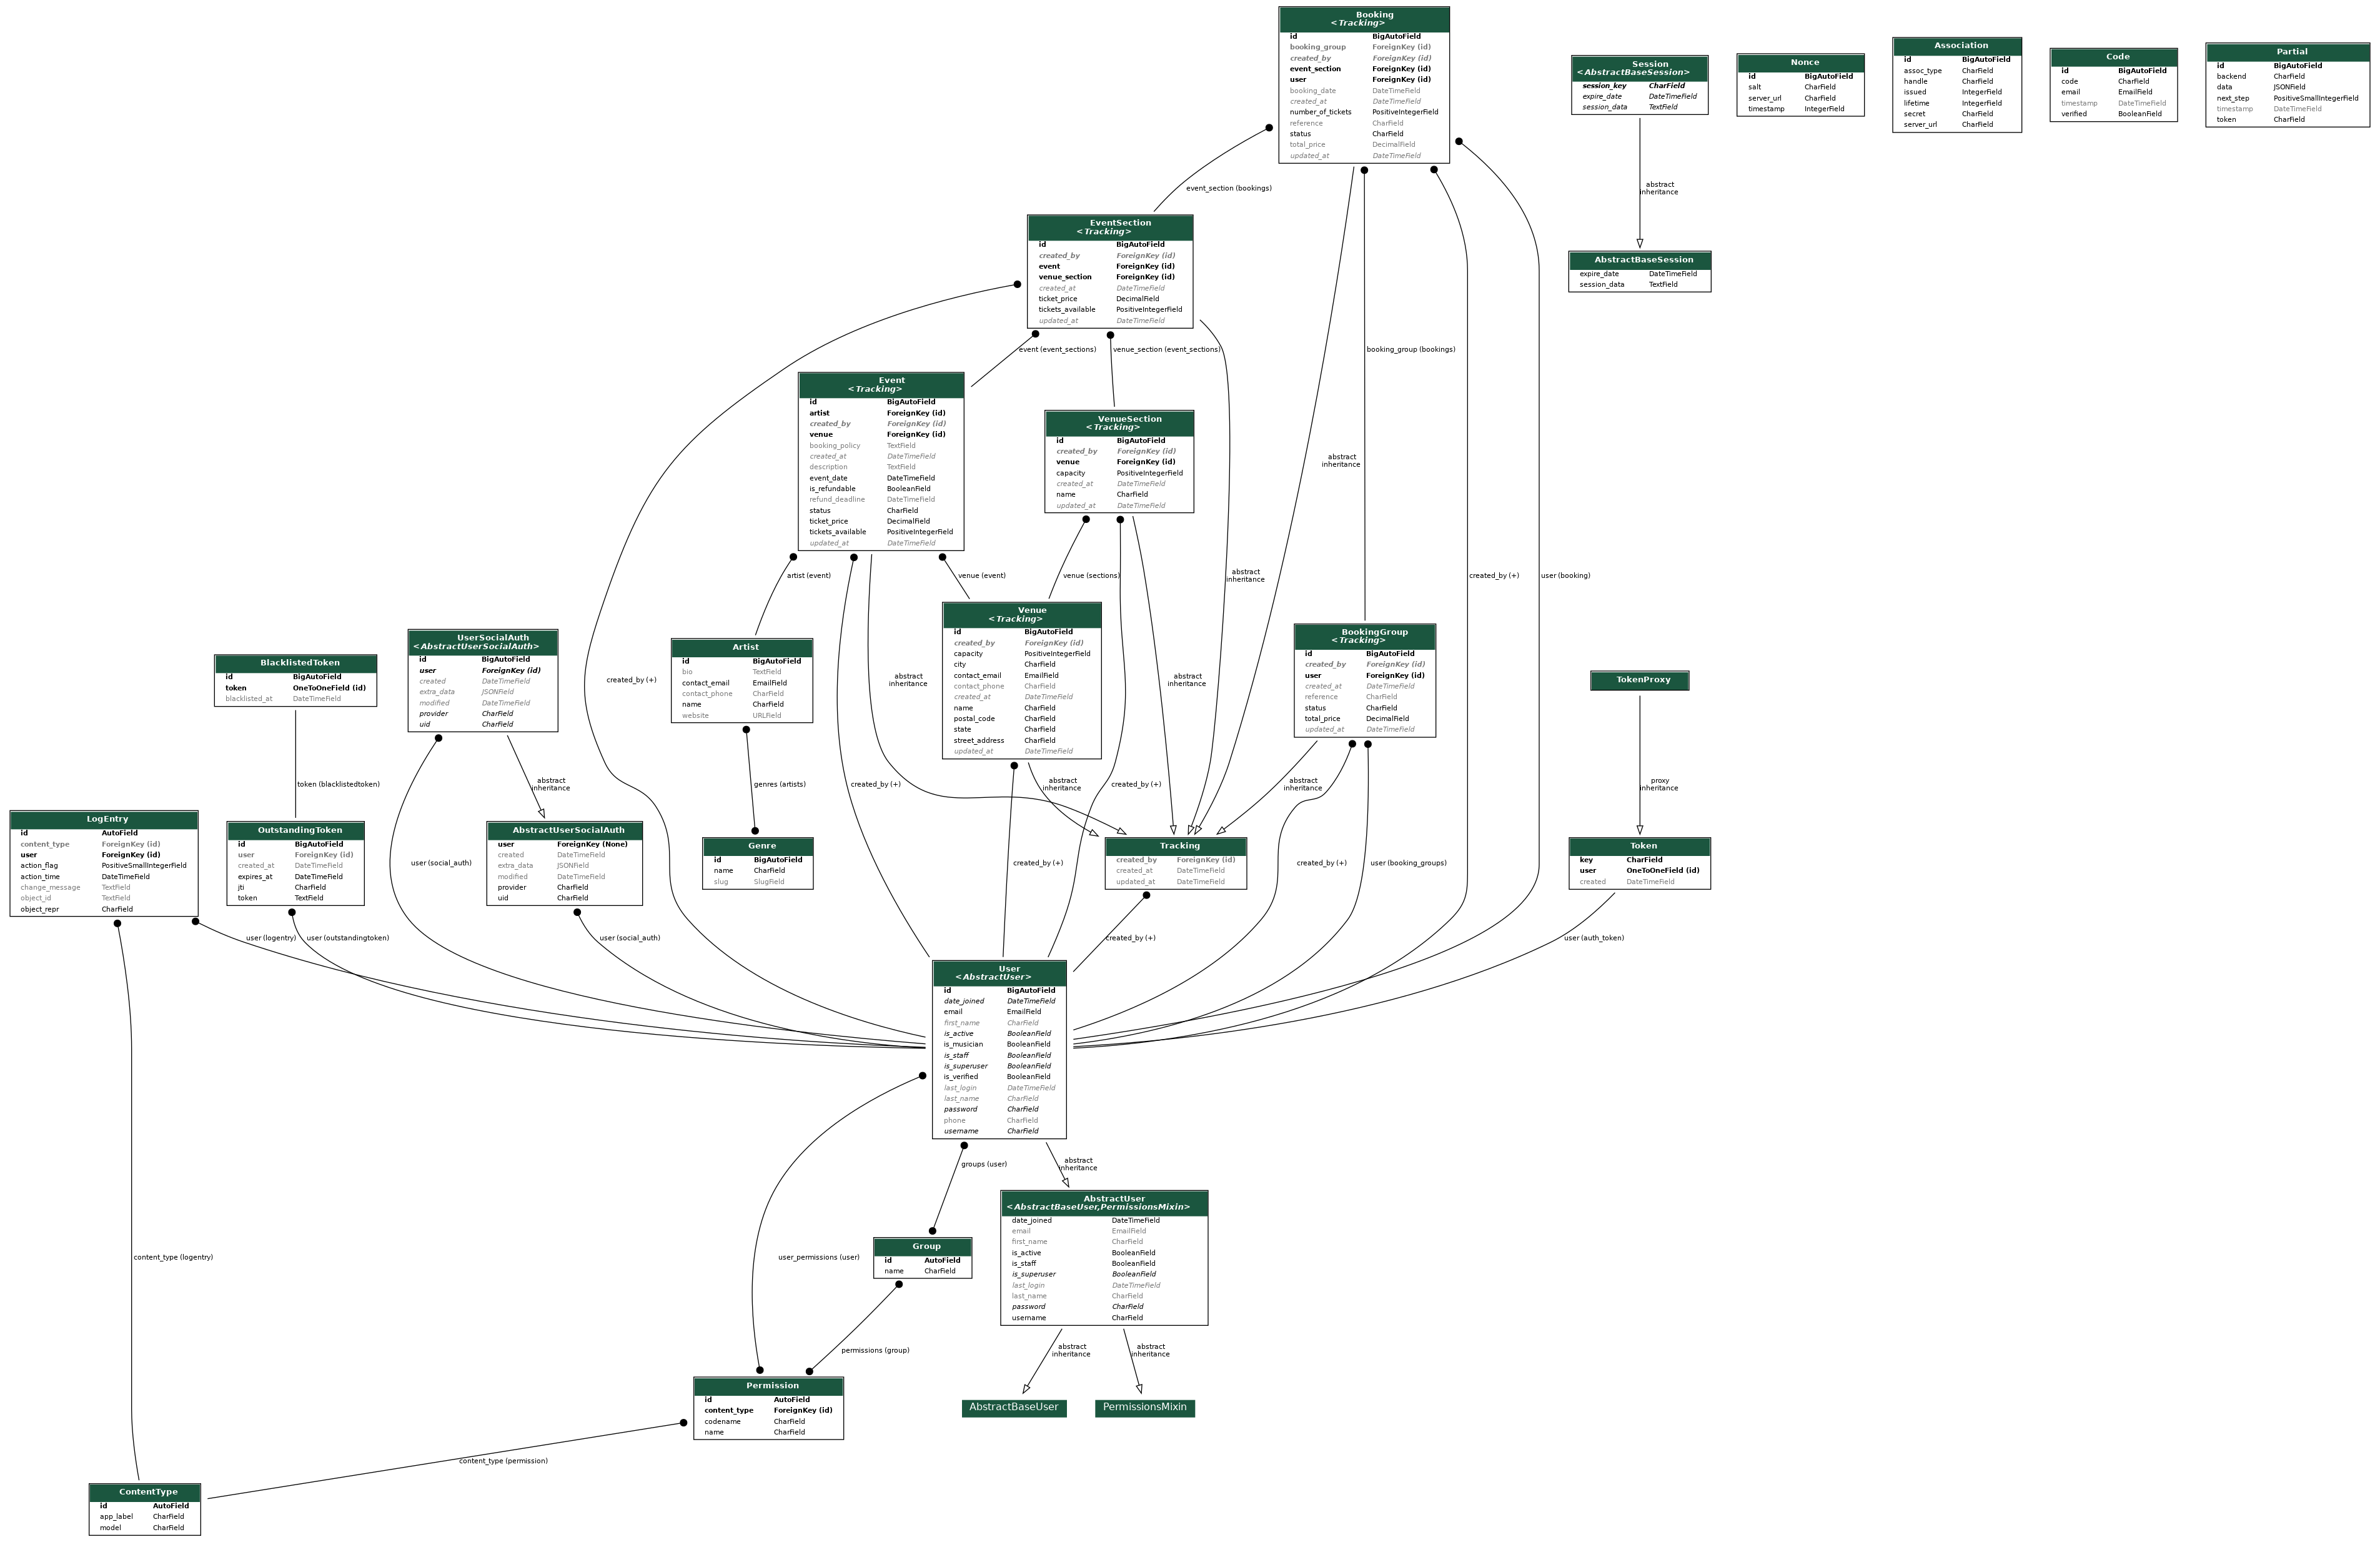 Booking
<Tracking>
id BigAutoField
booking_group ForeignKey (id)
created_by ForeignKey (id)
event_section ForeignKey (id)
user ForeignKey (id)
booking_date DateTimeField
created_at DateTimeField
number_of_tickets PositiveIntegerField
reference CharField
status CharField
total_price DecimalField
updated_at DateTimeField
Session
<AbstractBaseSession>
session_key CharField
expire_date DateTimeField
session_data TextField
Nonce
id BigAutoField
salt CharField
server_url CharField
timestamp IntegerField
Association
id BigAutoField
assoc_type CharField
handle CharField
issued IntegerField
lifetime IntegerField
secret CharField
server_url CharField
Code
id BigAutoField
code CharField
email EmailField
timestamp DateTimeField
verified BooleanField
Partial
id BigAutoField
backend CharField
data JSONField
next_step PositiveSmallIntegerField
timestamp DateTimeField
token CharField
event_section (bookings)
abstract
inheritance
EventSection
<Tracking>
id BigAutoField
created_by ForeignKey (id)
event ForeignKey (id)
venue_section ForeignKey (id)
created_at DateTimeField
ticket_price DecimalField
tickets_available PositiveIntegerField
updated_at DateTimeField
AbstractBaseSession
expire_date DateTimeField
session_data TextField
event (event_sections)
venue_section (event_sections)
booking_group (bookings)
Event
<Tracking>
id BigAutoField
artist ForeignKey (id)
created_by ForeignKey (id)
venue ForeignKey (id)
booking_policy TextField
created_at DateTimeField
description TextField
event_date DateTimeField
is_refundable BooleanField
refund_deadline DateTimeField
status CharField
ticket_price DecimalField
tickets_available PositiveIntegerField
updated_at DateTimeField
VenueSection
<Tracking>
id BigAutoField
created_by ForeignKey (id)
venue ForeignKey (id)
capacity PositiveIntegerField
created_at DateTimeField
name CharField
updated_at DateTimeField
abstract
inheritance
artist (event)
venue (event)
venue (sections)
abstract
inheritance
created_by (+)
user (booking)
BlacklistedToken
id BigAutoField
token OneToOneField (id)
blacklisted_at DateTimeField
UserSocialAuth
<AbstractUserSocialAuth>
id BigAutoField
user ForeignKey (id)
created DateTimeField
extra_data JSONField
modified DateTimeField
provider CharField
uid CharField
created_by (+)
Artist
id BigAutoField
bio TextField
contact_email EmailField
contact_phone CharField
name CharField
website URLField
abstract
inheritance
Venue
<Tracking>
id BigAutoField
created_by ForeignKey (id)
capacity PositiveIntegerField
city CharField
contact_email EmailField
contact_phone CharField
created_at DateTimeField
name CharField
postal_code CharField
state CharField
street_address CharField
updated_at DateTimeField
abstract
inheritance
BookingGroup
<Tracking>
id BigAutoField
created_by ForeignKey (id)
user ForeignKey (id)
created_at DateTimeField
reference CharField
status CharField
total_price DecimalField
updated_at DateTimeField
TokenProxy
token (blacklistedtoken)
abstract
inheritance
genres (artists)
created_by (+)
abstract
inheritance
created_by (+)
abstract
inheritance
proxy
inheritance
LogEntry
id AutoField
content_type ForeignKey (id)
user ForeignKey (id)
action_flag PositiveSmallIntegerField
action_time DateTimeField
change_message TextField
object_id TextField
object_repr CharField
OutstandingToken
id BigAutoField
user ForeignKey (id)
created_at DateTimeField
expires_at DateTimeField
jti CharField
token TextField
user (social_auth)
AbstractUserSocialAuth
user ForeignKey (None)
created DateTimeField
extra_data JSONField
modified DateTimeField
provider CharField
uid CharField
Genre
id BigAutoField
name CharField
slug SlugField
created_by (+)
Tracking
created_by ForeignKey (id)
created_at DateTimeField
updated_at DateTimeField
created_by (+)
user (booking_groups)
Token
key CharField
user OneToOneField (id)
created DateTimeField
user (logentry)
user (outstandingtoken)
user (social_auth)
created_by (+)
user (auth_token)
User
<AbstractUser>
id BigAutoField
date_joined DateTimeField
email EmailField
first_name CharField
is_active BooleanField
is_musician BooleanField
is_staff BooleanField
is_superuser BooleanField
is_verified BooleanField
last_login DateTimeField
last_name CharField
password CharField
phone CharField
username CharField
groups (user)
abstract
inheritance
AbstractUser
<AbstractBaseUser,PermissionsMixin>
date_joined DateTimeField
email EmailField
first_name CharField
is_active BooleanField
is_staff BooleanField
is_superuser BooleanField
last_login DateTimeField
last_name CharField
password CharField
username CharField
content_type (logentry)
user_permissions (user)
Group
id AutoField
name CharField
permissions (group)
abstract
inheritance
abstract
inheritance
Permission
id AutoField
content_type ForeignKey (id)
codename CharField
name CharField
AbstractBaseUser
PermissionsMixin
content_type (permission)
ContentType
id AutoField
app_label CharField
model CharField